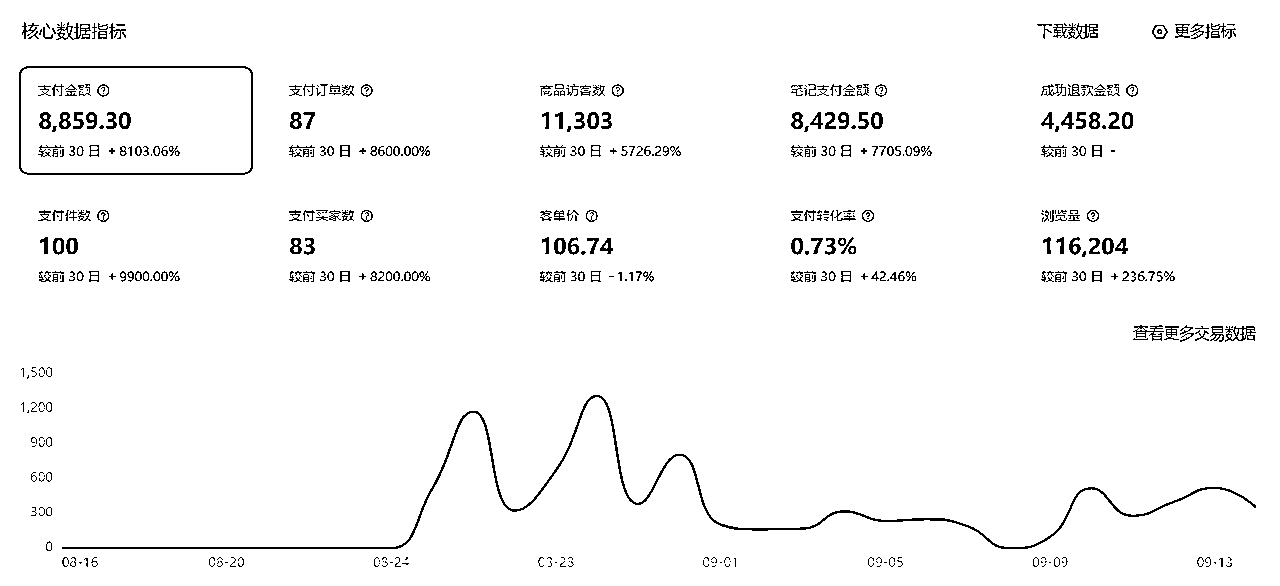 核心数据指标 下载数据 更多指标
支付金额 支付订单数 商品访客数 笔记支付金额 成功退款金额
8,859.30 87 11,303 8,429.50 4,458.20
较前 30 日 + 8103.06% 较前 30 日 + 8600.00% 较前 30 日 + 5726.29% 较前 30 日 + 7705.09% 较前 30 日 -
支付件数 支付买家数 客单价 支付转化率 浏览量
100 83 106.74 0.73% 116,204
较前 30 日 + 9900.00% 较前 30 日 + 8200.00% 较前 30 日 - 1.17% 较前 30 日 + 42.46% 较前 30 日 + 236.75%
查看更多交易数据
1,500
1,200
900
600
300
0
08-16 08-20 08-24 08-28 09-01 09-05 09-09 09-13